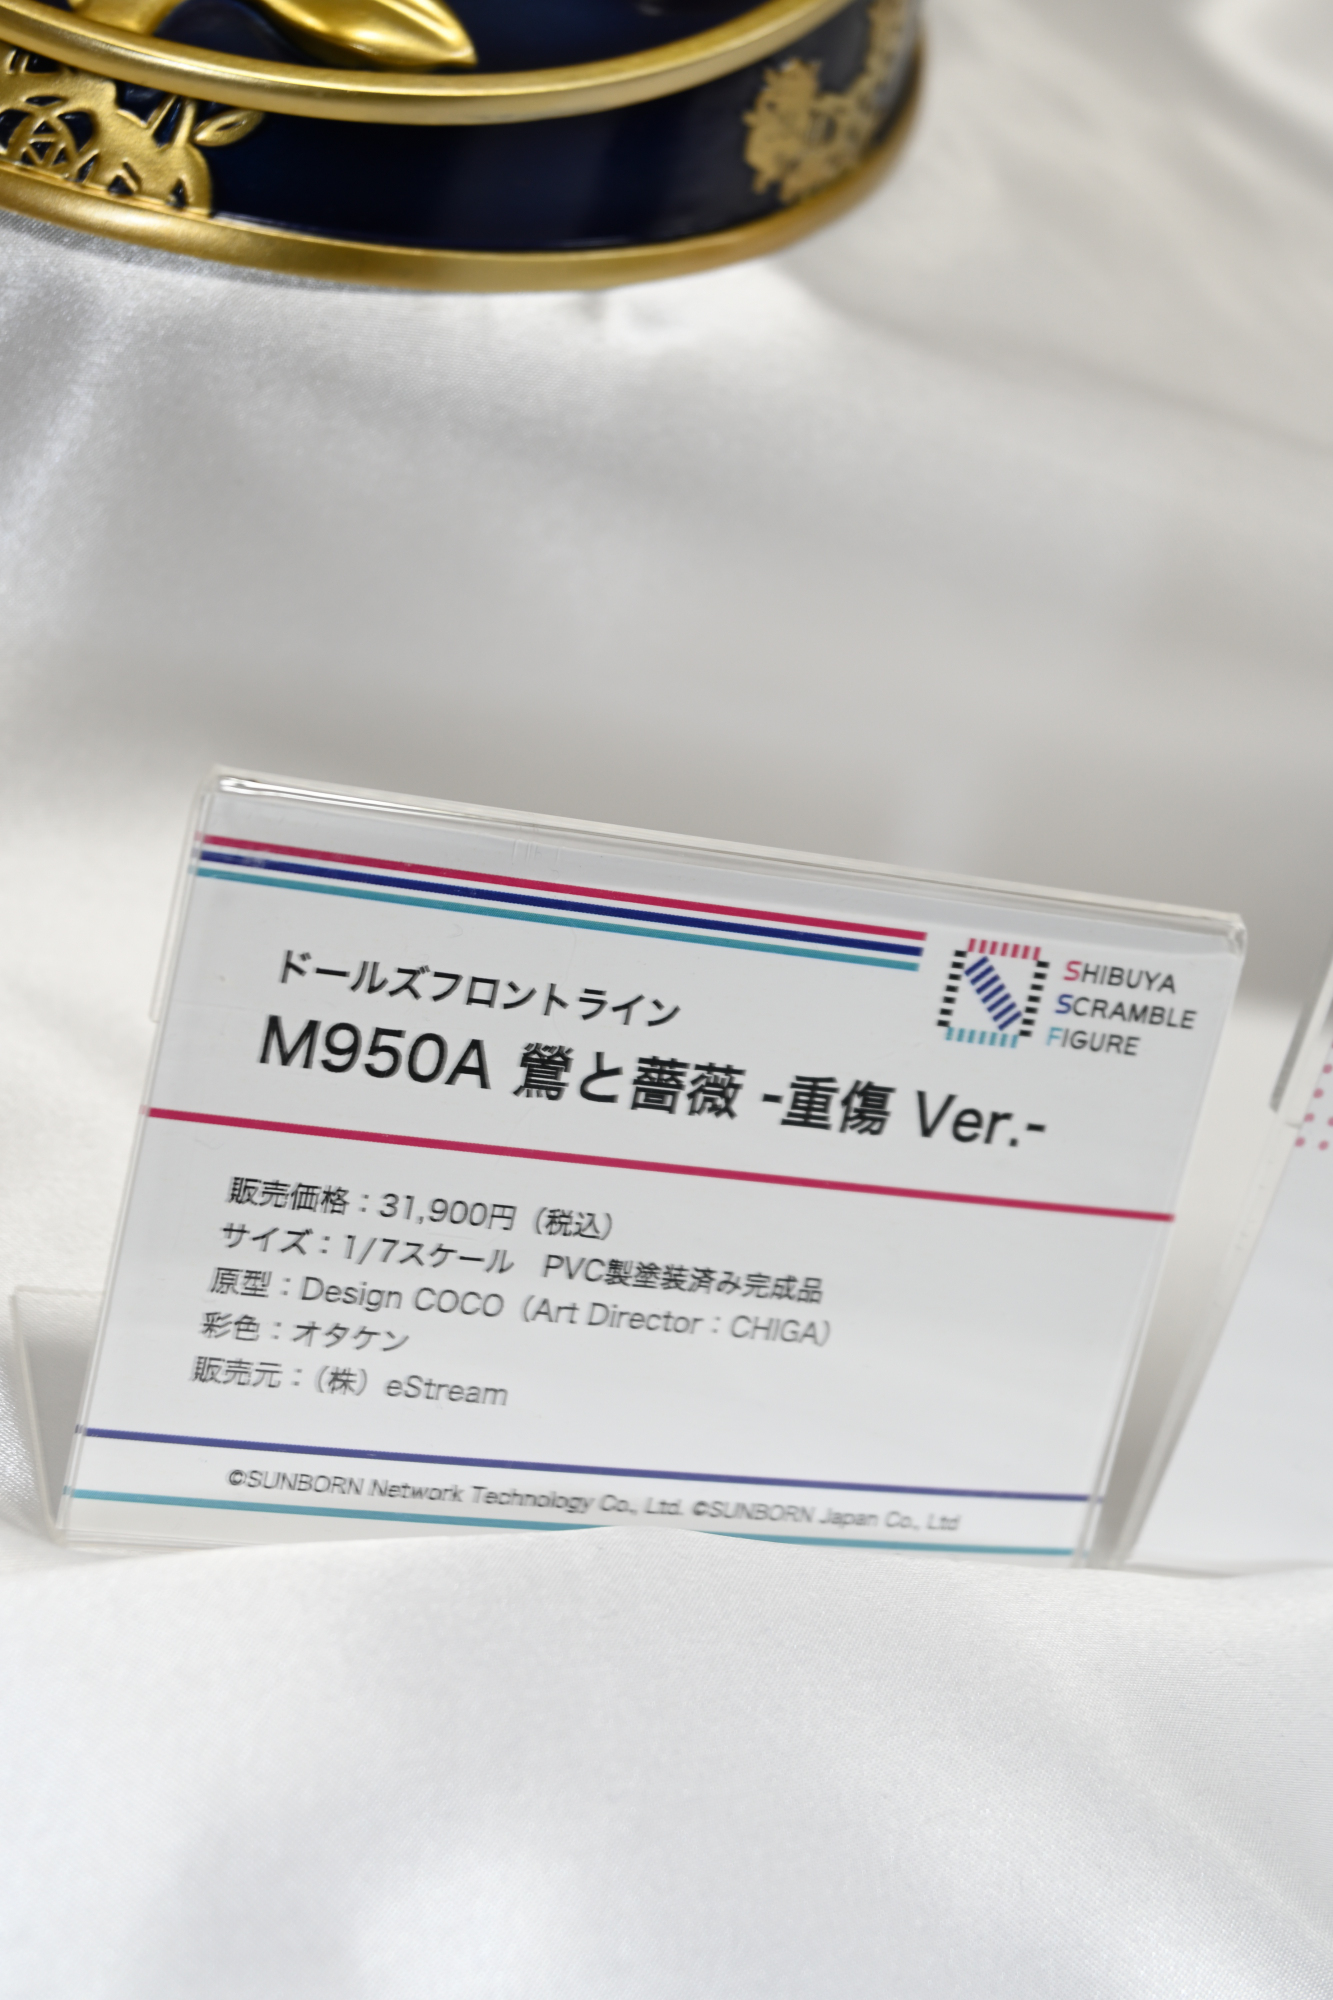 SHIBUYA
SCRAMBLE
FIGURE
ドールズフロントライン
M950A 鶯と薔薇 -重傷 Ver.-
販売価格：31,900円（税込）
サイズ：1/7スケール　PVC製塗装済み完成品
原型：Design COCO（Art Director：CHIGA）
彩色：オタケン
販売元：（株）eStream
©SUNBORN Network Technology Co., Ltd. ©SUNBORN Japan Co., Ltd